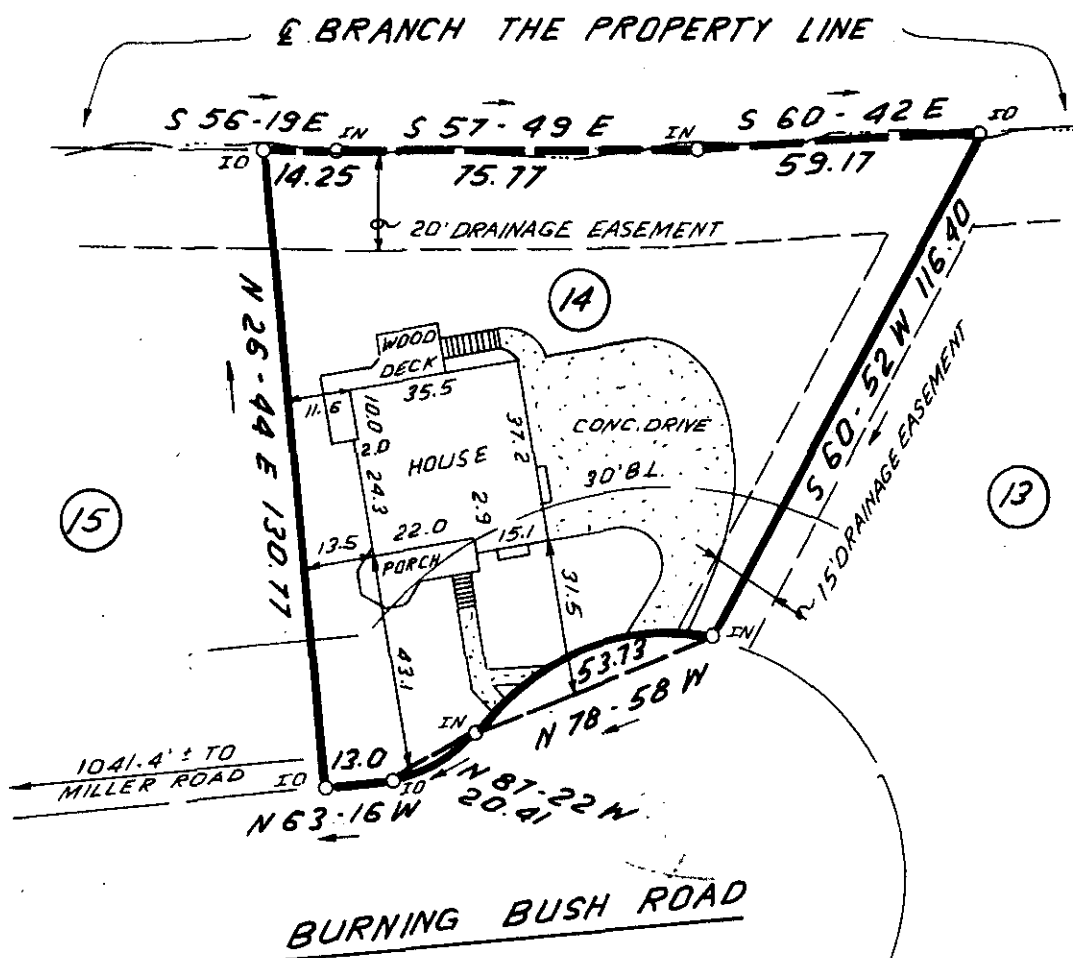 ℄ BRANCH THE PROPERTY LINE
S 56-19 E
IN
S 57-49 E
IN
S 60-42 E
IO
IO
14.25
75.77
59.17
20' DRAINAGE EASEMENT
14
N 26-44 E 130.77
S 60-52 W 116.40
15' DRAINAGE EASEMENT
WOOD
DECK
35.5
11.6
10.0
2.0
24.3
HOUSE
37.2
CONC. DRIVE
30' B.L.
15
13
13.5
22.0
2.9
15.1
PORCH
31.5
43.1
53.73
IN
N 78-58 W
IN
1041.4' ± TO
MILLER ROAD
IO
13.0
IO
N 87-22 W
20.41
N 63-16 W
BURNING BUSH ROAD